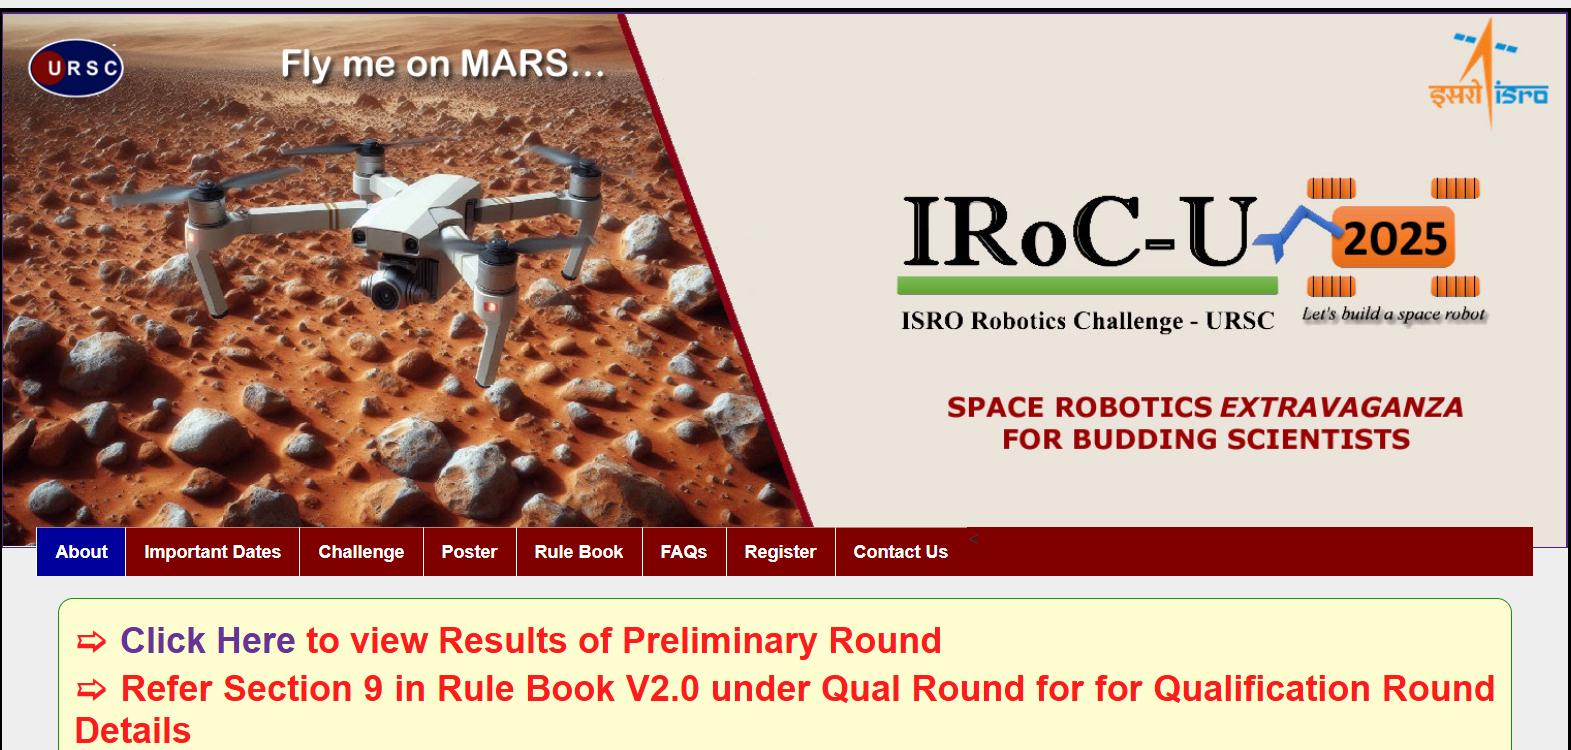 URSC
Fly me on MARS...
इसरो isro
IRoC-U 2025
ISRO Robotics Challenge - URSC
Let's build a space robot
SPACE ROBOTICS EXTRAVAGANZA
FOR BUDDING SCIENTISTS
About Important Dates Challenge Poster Rule Book FAQs Register Contact Us <
⇨ Click Here to view Results of Preliminary Round
⇨ Refer Section 9 in Rule Book V2.0 under Qual Round for for Qualification Round
Details